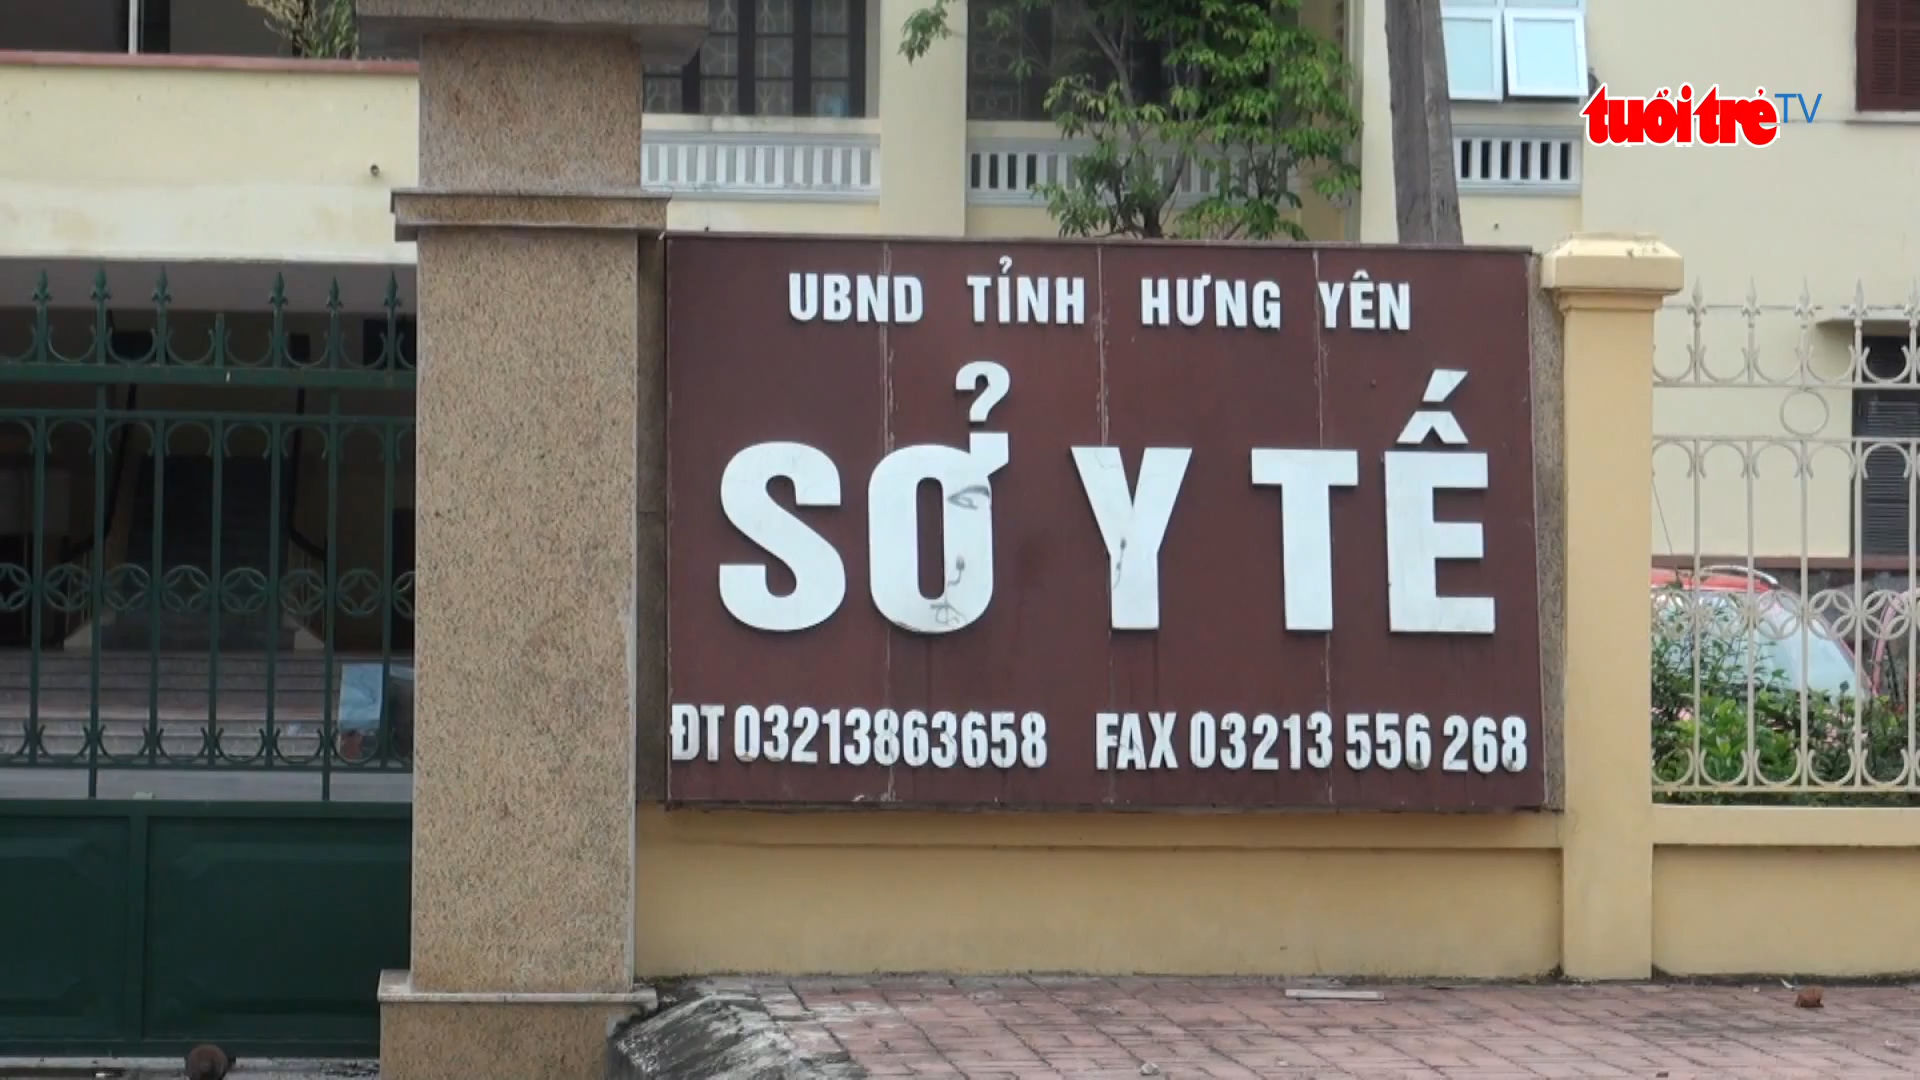 tuổi trẻ TV
UBND TỈNH HƯNG YÊN
SỞ Y TẾ
ĐT 03213863658 FAX 03213 556 268